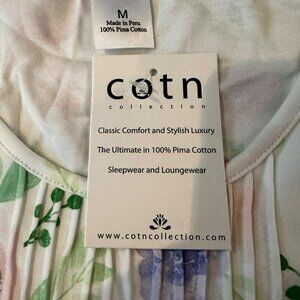 M
Made in Peru
100% Pima Cotton
cotn
collection
Classic Comfort and Stylish Luxury
The Ultimate in 100% Pima Cotton
Sleepwear and Loungewear
www.cotncollection.com